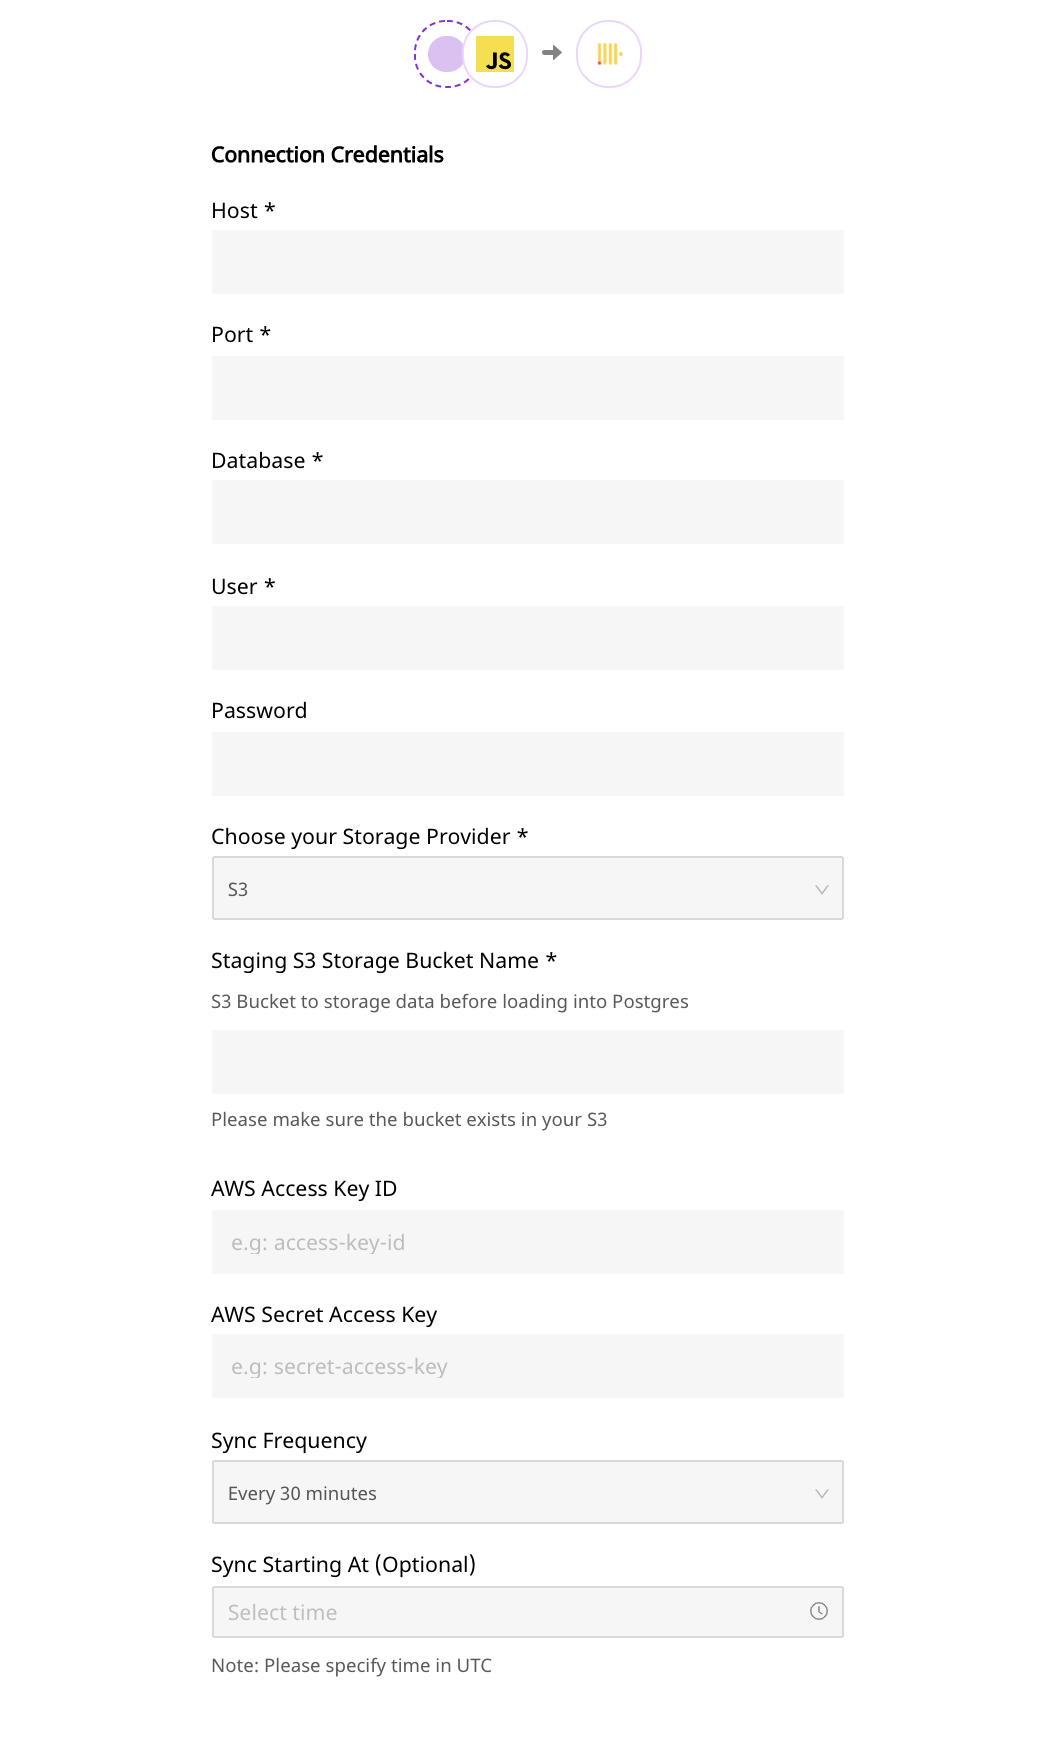 JS
Connection Credentials
Host *
Port *
Database *
User *
Password
Choose your Storage Provider *
S3
Staging S3 Storage Bucket Name *
S3 Bucket to storage data before loading into Postgres
Please make sure the bucket exists in your S3
AWS Access Key ID
e.g: access-key-id
AWS Secret Access Key
e.g: secret-access-key
Sync Frequency
Every 30 minutes
Sync Starting At (Optional)
Select time
Note: Please specify time in UTC